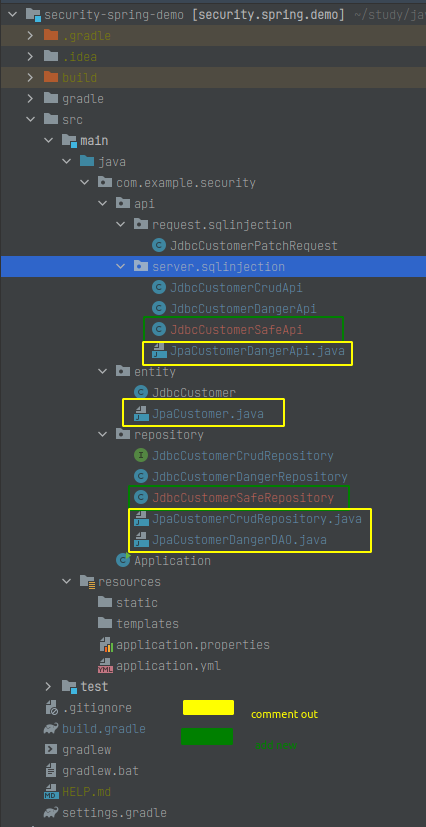 security-spring-demo [security.spring.demo] ~/study/ja
.gradle
.idea
build
gradle
src
main
java
com.example.security
api
request.sqlinjection
JdbcCustomerPatchRequest
server.sqlinjection
JdbcCustomerCrudApi
JdbcCustomerDangerApi
JdbcCustomerSafeApi
JpaCustomerDangerApi.java
entity
JdbcCustomer
JpaCustomer.java
repository
JdbcCustomerCrudRepository
JdbcCustomerDangerRepository
JdbcCustomerSafeRepository
JpaCustomerCrudRepository.java
JpaCustomerDangerDAO.java
Application
resources
static
templates
application.properties
application.yml
test
.gitignore
comment out
build.gradle
add new
gradlew
gradlew.bat
HELP.md
settings.gradle